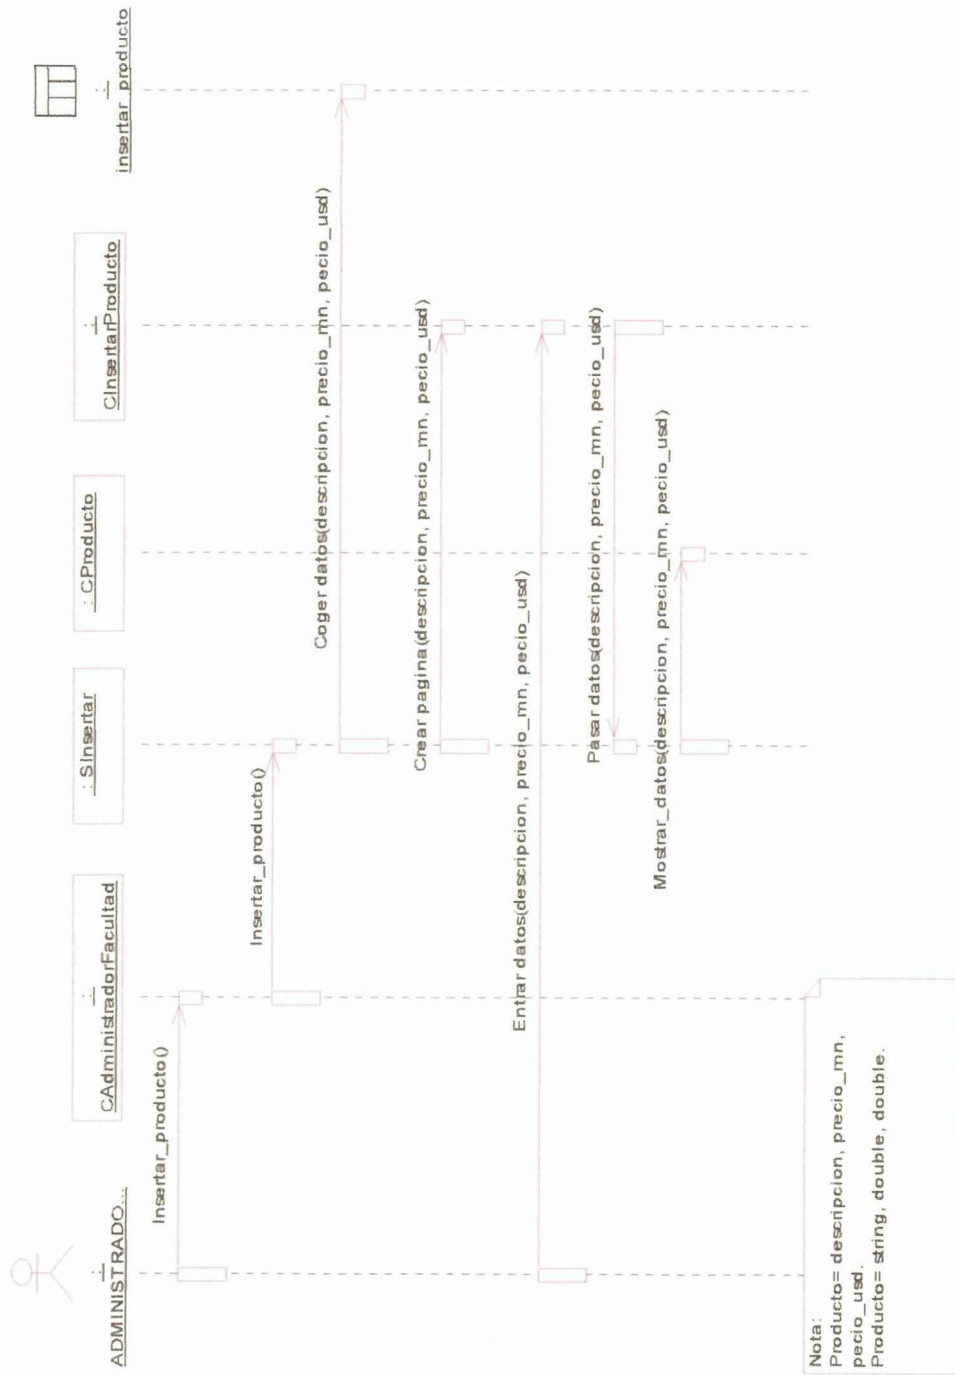 :
ADMINISTRADO...
:
CAdministradorFacultad
: SInsertar
: CProducto
:
CInsertarProducto
:
insertar_producto
Insertar_producto()
Insertar_producto()
Coger datos(descripcion, precio_mn, pecio_usd)
Crear pagina(descripcion, precio_mn, pecio_usd)
Entrar datos(descripcion, precio_mn, pecio_usd)
Pasar datos(descripcion, precio_mn, pecio_usd)
Mostrar_datos(descripcion, precio_mn, pecio_usd)
Nota:
Producto= descripcion, precio_mn,
pecio_usd.
Producto= string, double, double.